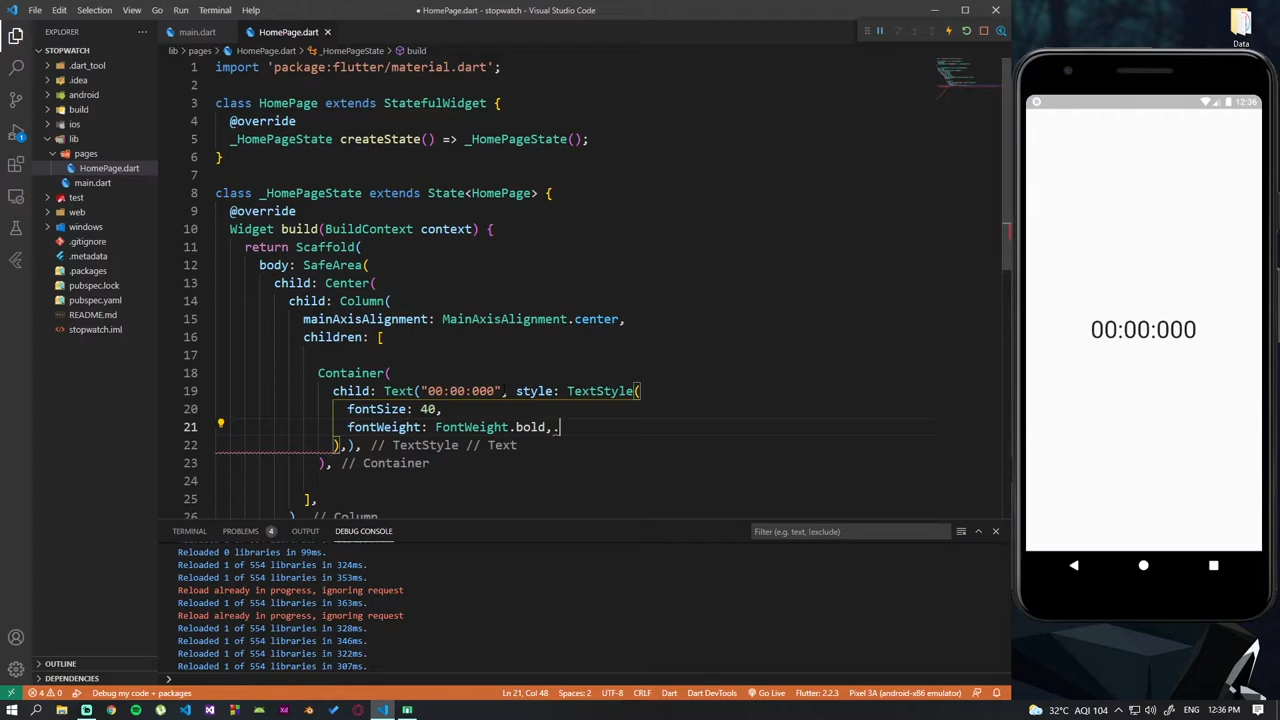 File Edit Selection View Go Run Terminal Help
HomePage.dart - stopwatch - Visual Studio Code
Data
EXPLORER
main.dart
HomePage.dart
STOPWATCH
lib > pages > HomePage.dart > _HomePageState > build
.dart_tool
.idea
android
build
ios
lib
pages
HomePage.dart
main.dart
test
web
windows
.gitignore
.metadata
.packages
pubspec.lock
pubspec.yaml
README.md
stopwatch.iml
OUTLINE
DEPENDENCIES
1 import 'package:flutter/material.dart';
2
3 class HomePage extends StatefulWidget {
4 @override
5 _HomePageState createState() => _HomePageState();
6 }
7
8 class _HomePageState extends State<HomePage> {
9 @override
10 Widget build(BuildContext context) {
11 return Scaffold(
12 body: SafeArea(
13 child: Center(
14 child: Column(
15 mainAxisAlignment: MainAxisAlignment.center,
16 children: [
17
18 Container(
19 child: Text("00:00:000", style: TextStyle(
20 fontSize: 40,
21 fontWeight: FontWeight.bold,.
22 ),), // TextStyle // Text
23 ), // Container
24
25 ],
26 ) // Column
TERMINAL PROBLEMS 4 OUTPUT DEBUG CONSOLE
Filter (e.g. text, !exclude)
Reloaded 0 libraries in 99ms.
Reloaded 1 of 554 libraries in 324ms.
Reloaded 1 of 554 libraries in 353ms.
Reload already in progress, ignoring request
Reloaded 1 of 554 libraries in 363ms.
Reload already in progress, ignoring request
Reloaded 1 of 554 libraries in 328ms.
Reloaded 1 of 554 libraries in 346ms.
Reloaded 1 of 554 libraries in 322ms.
Reloaded 1 of 554 libraries in 307ms.
12:36
00:00:000
4 0 Debug my code + packages
Ln 21, Col 48 Spaces: 2 UTF-8 CRLF Dart Dart DevTools Go Live Flutter: 2.2.3 Pixel 3A (android-x86 emulator)
32°C AQI 104 ENG 12:36 PM